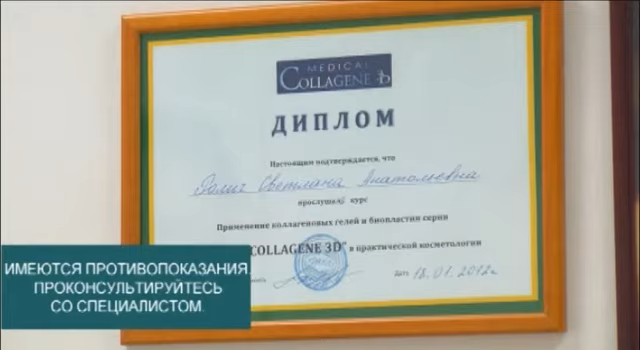 MEDICAL
COLLAGENE 3D
ДИПЛОМ
Настоящим подтверждается, что
Светлана Анатольевна
прослушал курс
Применение коллагеновых гелей и биопластин серии
COLLAGENE 3D" в практической косметологии
Дата 18.01.2012г.
ИМЕЮТСЯ ПРОТИВОПОКАЗАНИЯ.
ПРОКОНСУЛЬТИРУЙТЕСЬ
СО СПЕЦИАЛИСТОМ.